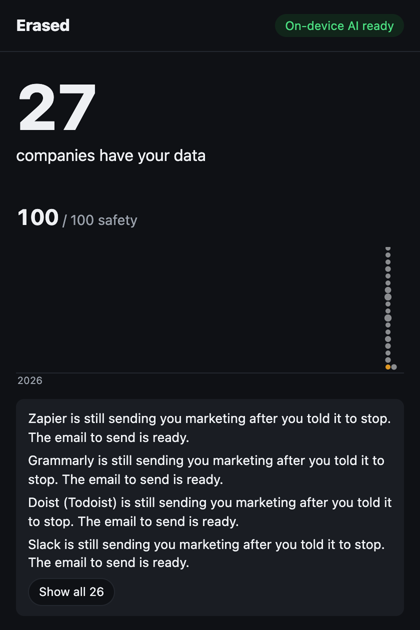 Erased
On-device AI ready
27
companies have your data
100 / 100 safety
2026
Zapier is still sending you marketing after you told it to stop.
The email to send is ready.
Grammarly is still sending you marketing after you told it to
stop. The email to send is ready.
Doist (Todoist) is still sending you marketing after you told it
to stop. The email to send is ready.
Slack is still sending you marketing after you told it to stop.
The email to send is ready.
Show all 26